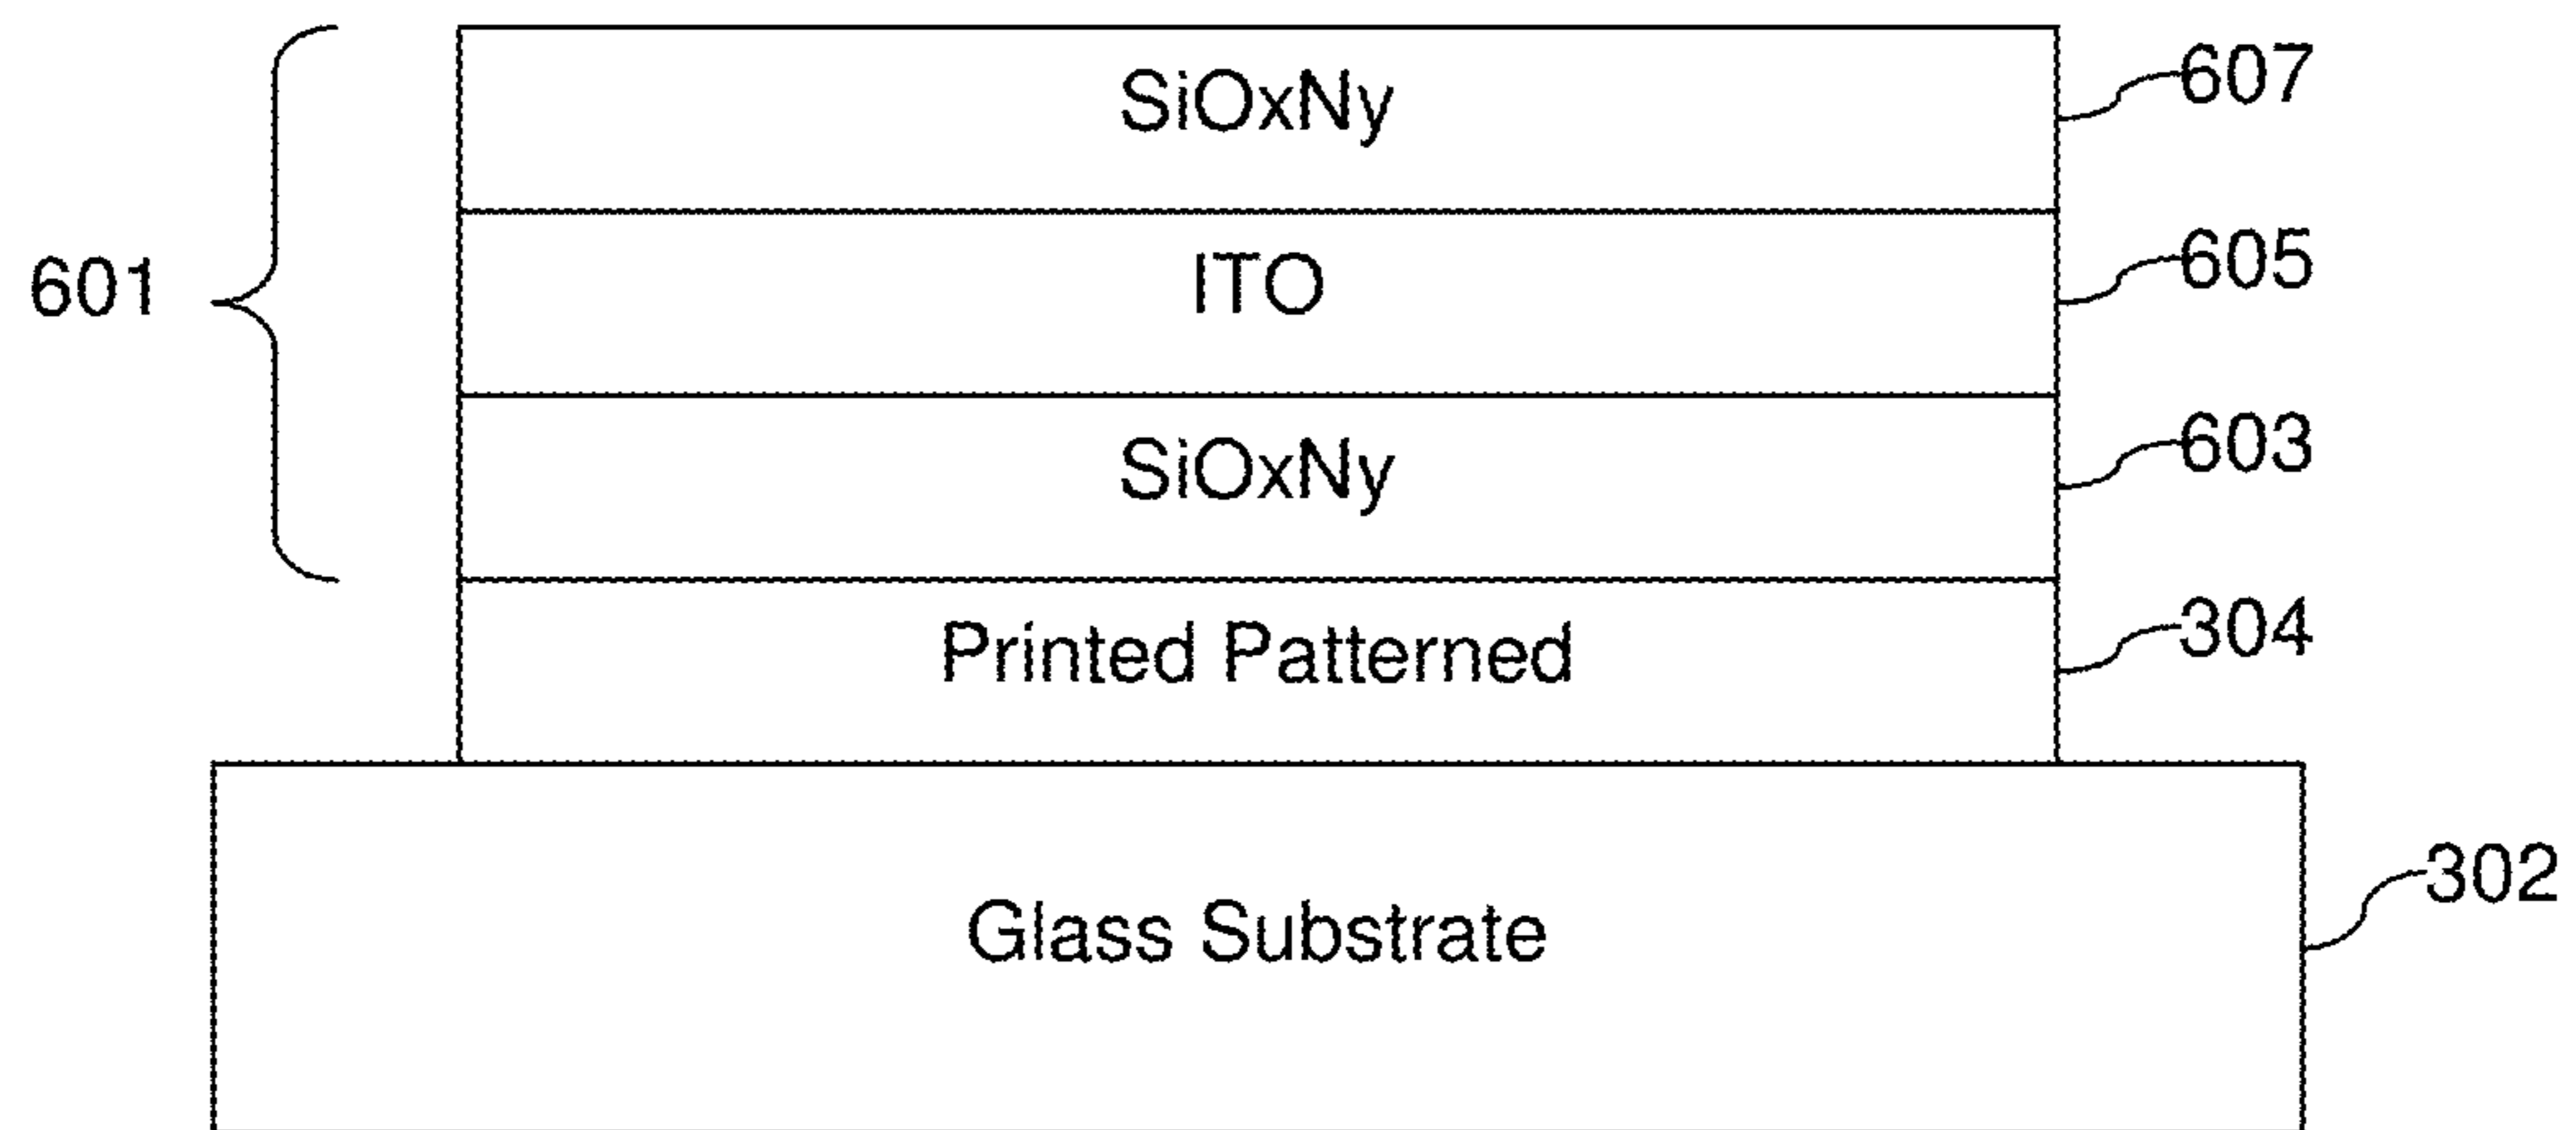 SiOxNy
607
ITO
605
601
SiOxNy
603
Printed Patterned
304
Glass Substrate
302